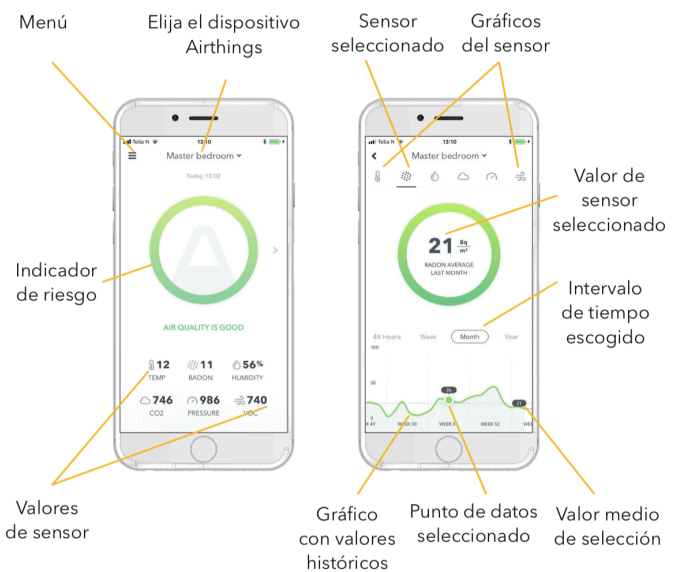 Menú
Elija el dispositivo
Airthings
Sensor
seleccionado
Gráficos
del sensor
Telia N
13:10
Master bedroom
Today, 13:02
AIR QUALITY IS GOOD
12
TEMP
11
RADON
56%
HUMIDITY
746
CO2
986
PRESSURE
740
VOC
Indicador
de riesgo
Valores
de sensor
Telia N
13:10
Master bedroom
21 Bq
m³
RADON AVERAGE
LAST MONTH
48 Hours Week Month Year
100
50
0
26
21
K 49 WEEK 50 WEEK 51 WEEK 52 WEE
Valor de
sensor
seleccionado
Intervalo
de tiempo
escogido
Gráfico
con valores
históricos
Punto de datos
seleccionado
Valor medio
de selección